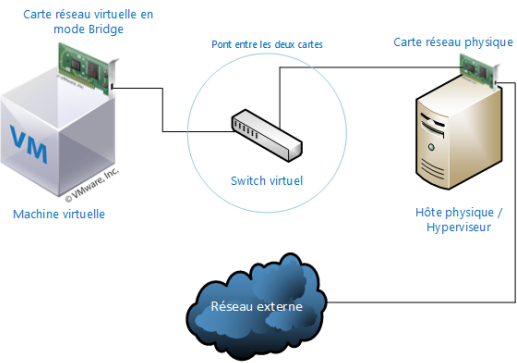 Carte réseau virtuelle en
mode Bridge
Pont entre les deux cartes
Carte réseau physique
VM
© VMware, Inc.
Switch virtuel
Machine virtuelle
Hôte physique /
Hyperviseur
Réseau externe